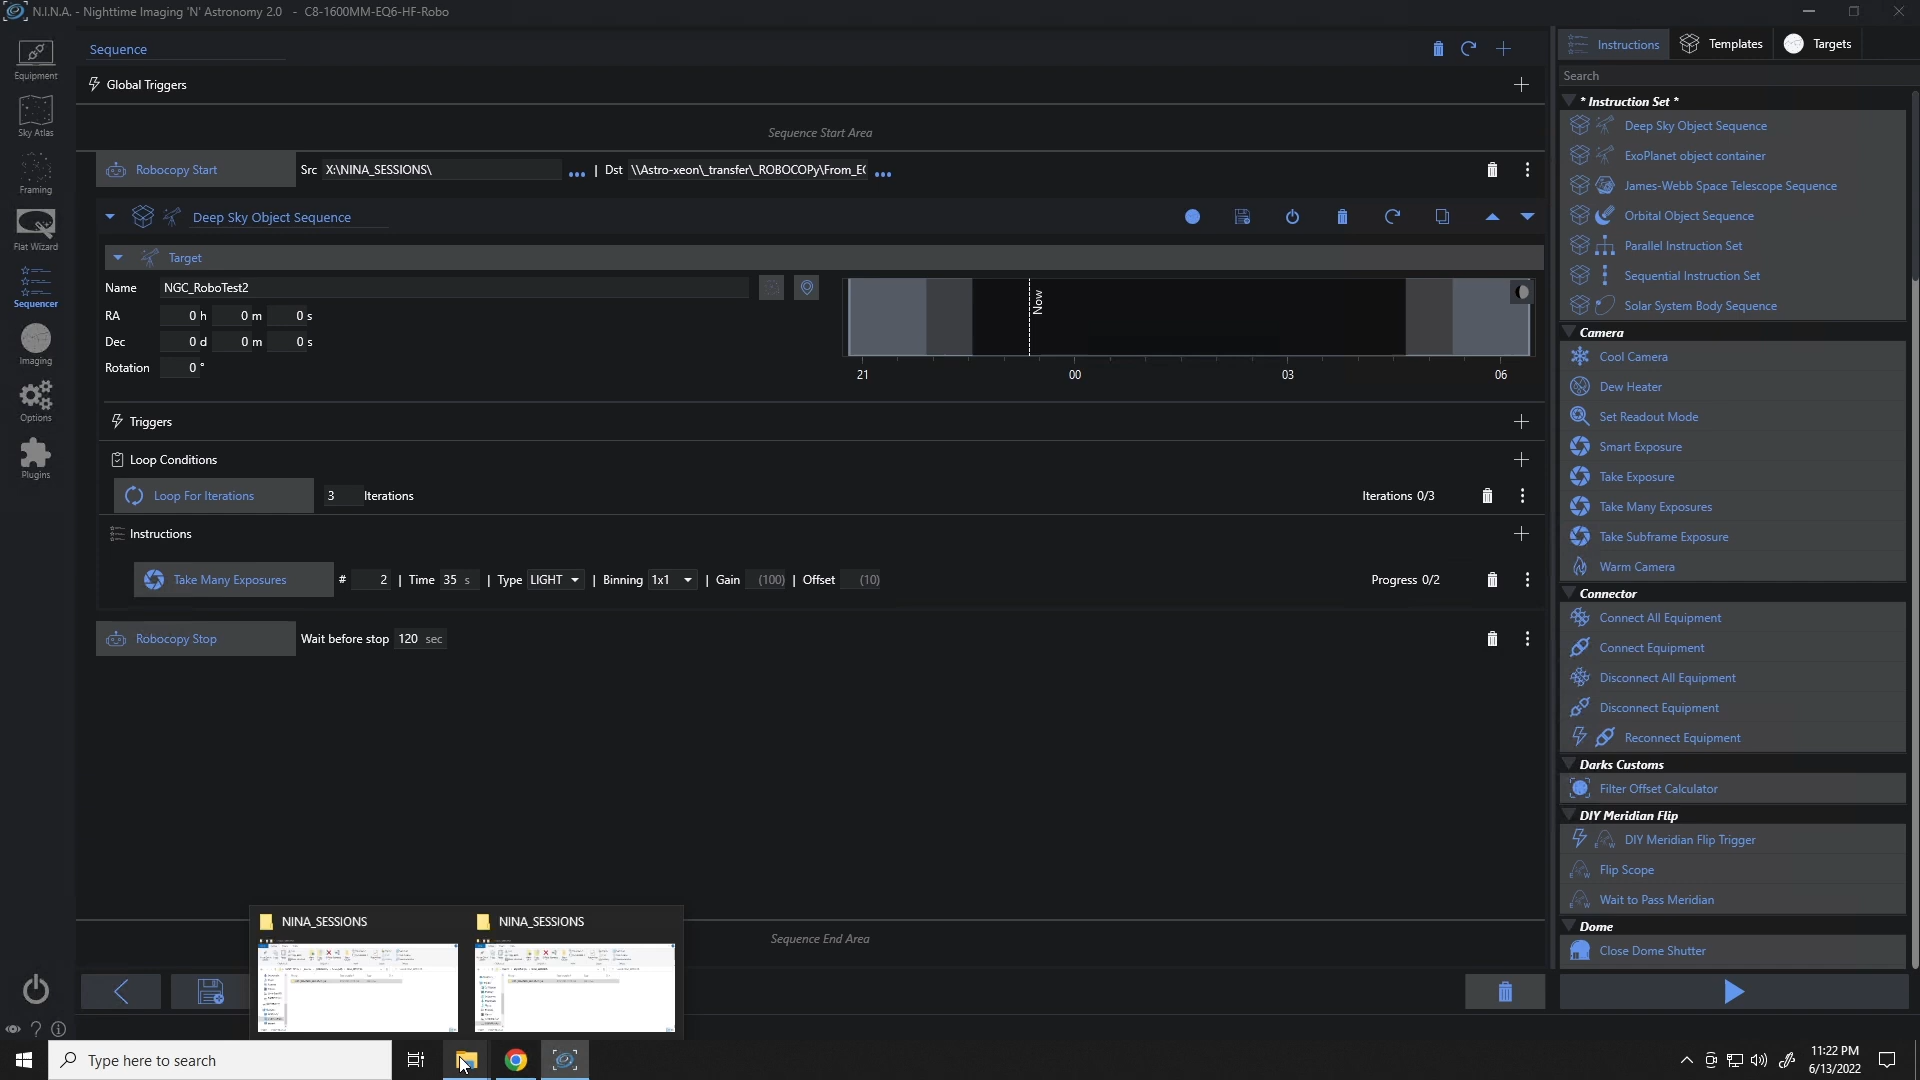 N.I.N.A. - Nighttime Imaging 'N' Astronomy 2.0 - C8-1600MM-EQ6-HF-Robo
Equipment
Sky Atlas
Framing
Flat Wizard
Sequencer
Imaging
Options
Plugins
Sequence
Global Triggers
Sequence Start Area
Robocopy Start Src X:\NINA_SESSIONS\ ... | Dst \\Astro-xeon\_transfer\_ROBOCOPy\From_E( ...
Deep Sky Object Sequence
Target
Name NGC_RoboTest2
RA 0 h 0 m 0 s
Dec 0 d 0 m 0 s
Rotation 0 °
Now
21 00 03 06
Triggers
Loop Conditions
Loop For Iterations 3 Iterations Iterations 0/3
Instructions
Take Many Exposures # 2 | Time 35 s | Type LIGHT | Binning 1x1 | Gain (100) | Offset (10) Progress 0/2
Robocopy Stop Wait before stop 120 sec
Sequence End Area
NINA_SESSIONS
NINA_SESSIONS
Instructions Templates Targets
Search
* Instruction Set *
Deep Sky Object Sequence
ExoPlanet object container
James-Webb Space Telescope Sequence
Orbital Object Sequence
Parallel Instruction Set
Sequential Instruction Set
Solar System Body Sequence
Camera
Cool Camera
Dew Heater
Set Readout Mode
Smart Exposure
Take Exposure
Take Many Exposures
Take Subframe Exposure
Warm Camera
Connector
Connect All Equipment
Connect Equipment
Disconnect All Equipment
Disconnect Equipment
Reconnect Equipment
Darks Customs
Filter Offset Calculator
DIY Meridian Flip
DIY Meridian Flip Trigger
Flip Scope
Wait to Pass Meridian
Dome
Close Dome Shutter
Type here to search
11:22 PM
6/13/2022